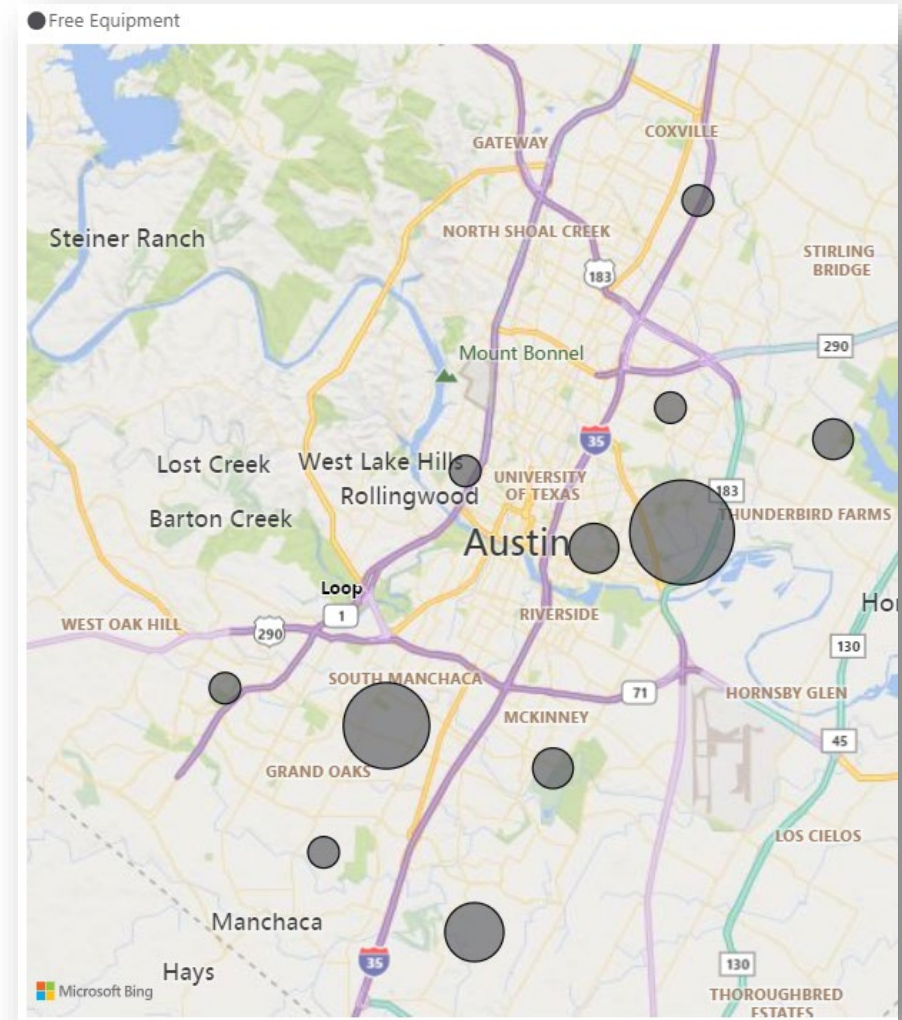 Free Equipment
COXVILLE
GATEWAY
Steiner Ranch
NORTH SHOAL CREEK
STIRLING
BRIDGE
183
290
Mount Bonnel
35
Lost Creek
West Lake Hills
UNIVERSITY
OF TEXAS
183
Rollingwood
Barton Creek
THUNDERBIRD FARMS
Austin
Loop
1
Hor
WEST OAK HILL
290
RIVERSIDE
130
SOUTH MANCHACA
71
HORNSBY GLEN
MCKINNEY
45
GRAND OAKS
LOS CIELOS
Manchaca
35
130
Hays
Microsoft Bing
THOROUGHBRED
ESTATES